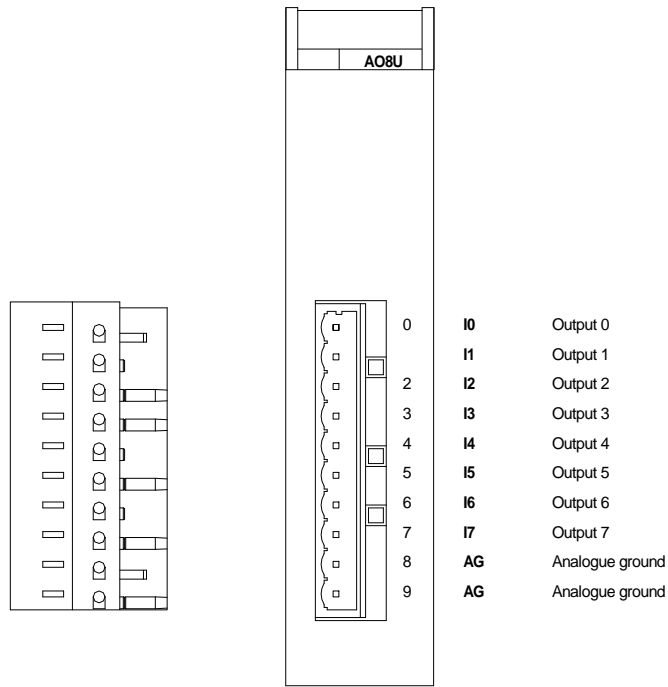 AO8U
0 I0 Output 0
I1 Output 1
2 I2 Output 2
3 I3 Output 3
4 I4 Output 4
5 I5 Output 5
6 I6 Output 6
7 I7 Output 7
8 AG Analogue ground
9 AG Analogue ground